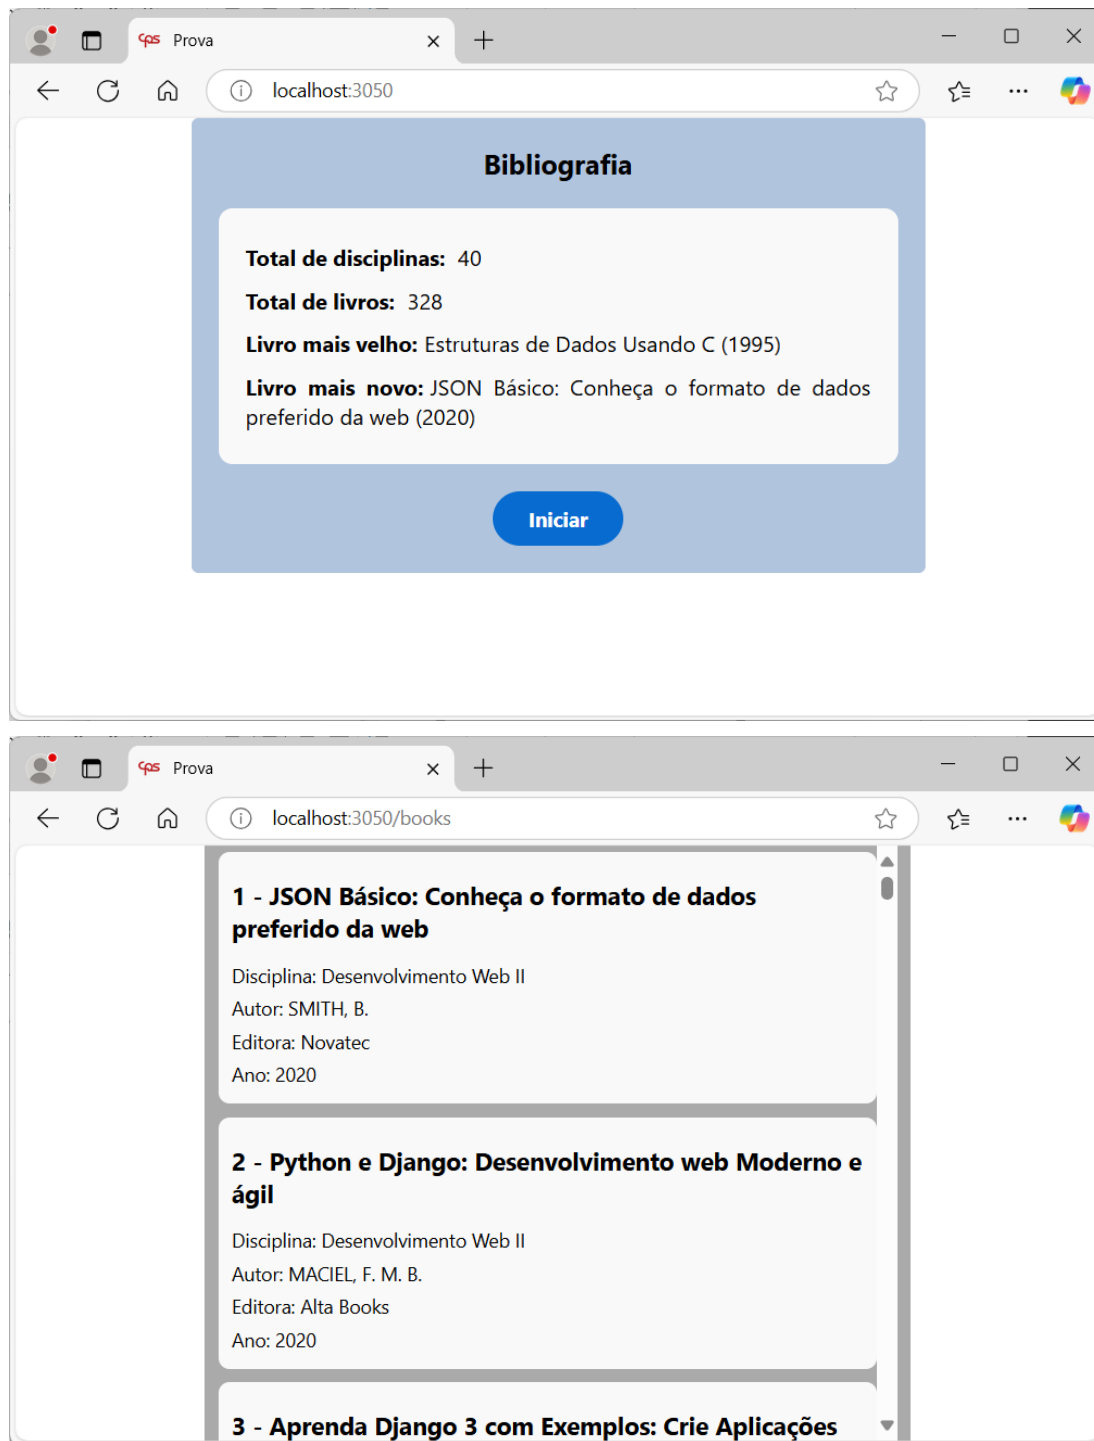 cps Prova
localhost:3050
Bibliografia
Total de disciplinas: 40
Total de livros: 328
Livro mais velho: Estruturas de Dados Usando C (1995)
Livro mais novo: JSON Básico: Conheça o formato de dados
preferido da web (2020)
Iniciar
cps Prova
localhost:3050/books
1 - JSON Básico: Conheça o formato de dados
preferido da web
Disciplina: Desenvolvimento Web II
Autor: SMITH, B.
Editora: Novatec
Ano: 2020
2 - Python e Django: Desenvolvimento web Moderno e
ágil
Disciplina: Desenvolvimento Web II
Autor: MACIEL, F. M. B.
Editora: Alta Books
Ano: 2020
3 - Aprenda Django 3 com Exemplos: Crie Aplicações